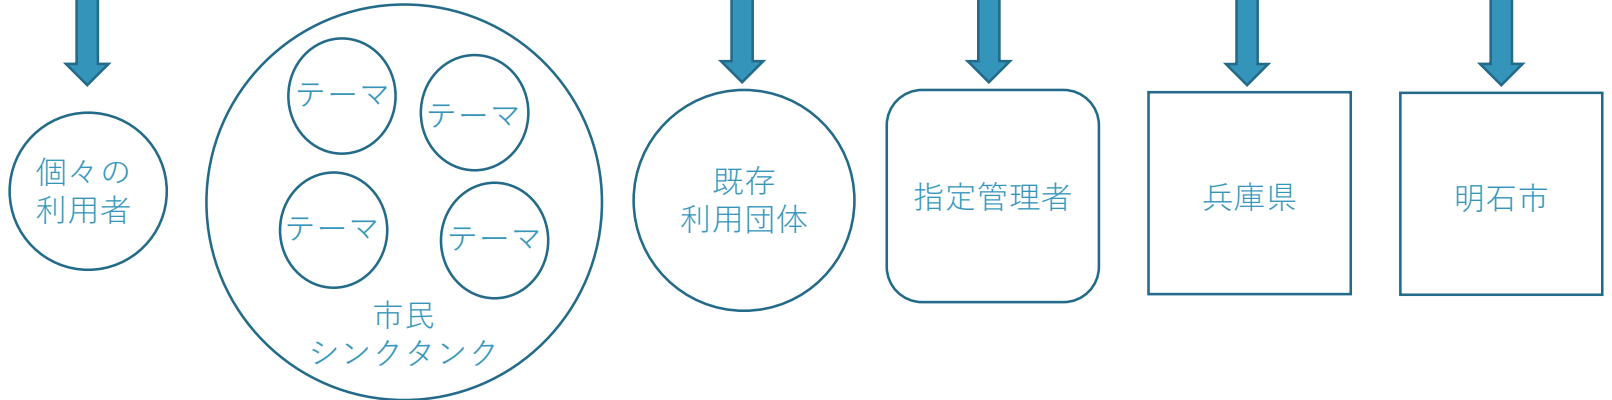 個々の
利用者
テーマ
テーマ
テーマ
テーマ
市民
シンクタンク
既存
利用団体
指定管理者
兵庫県
明石市